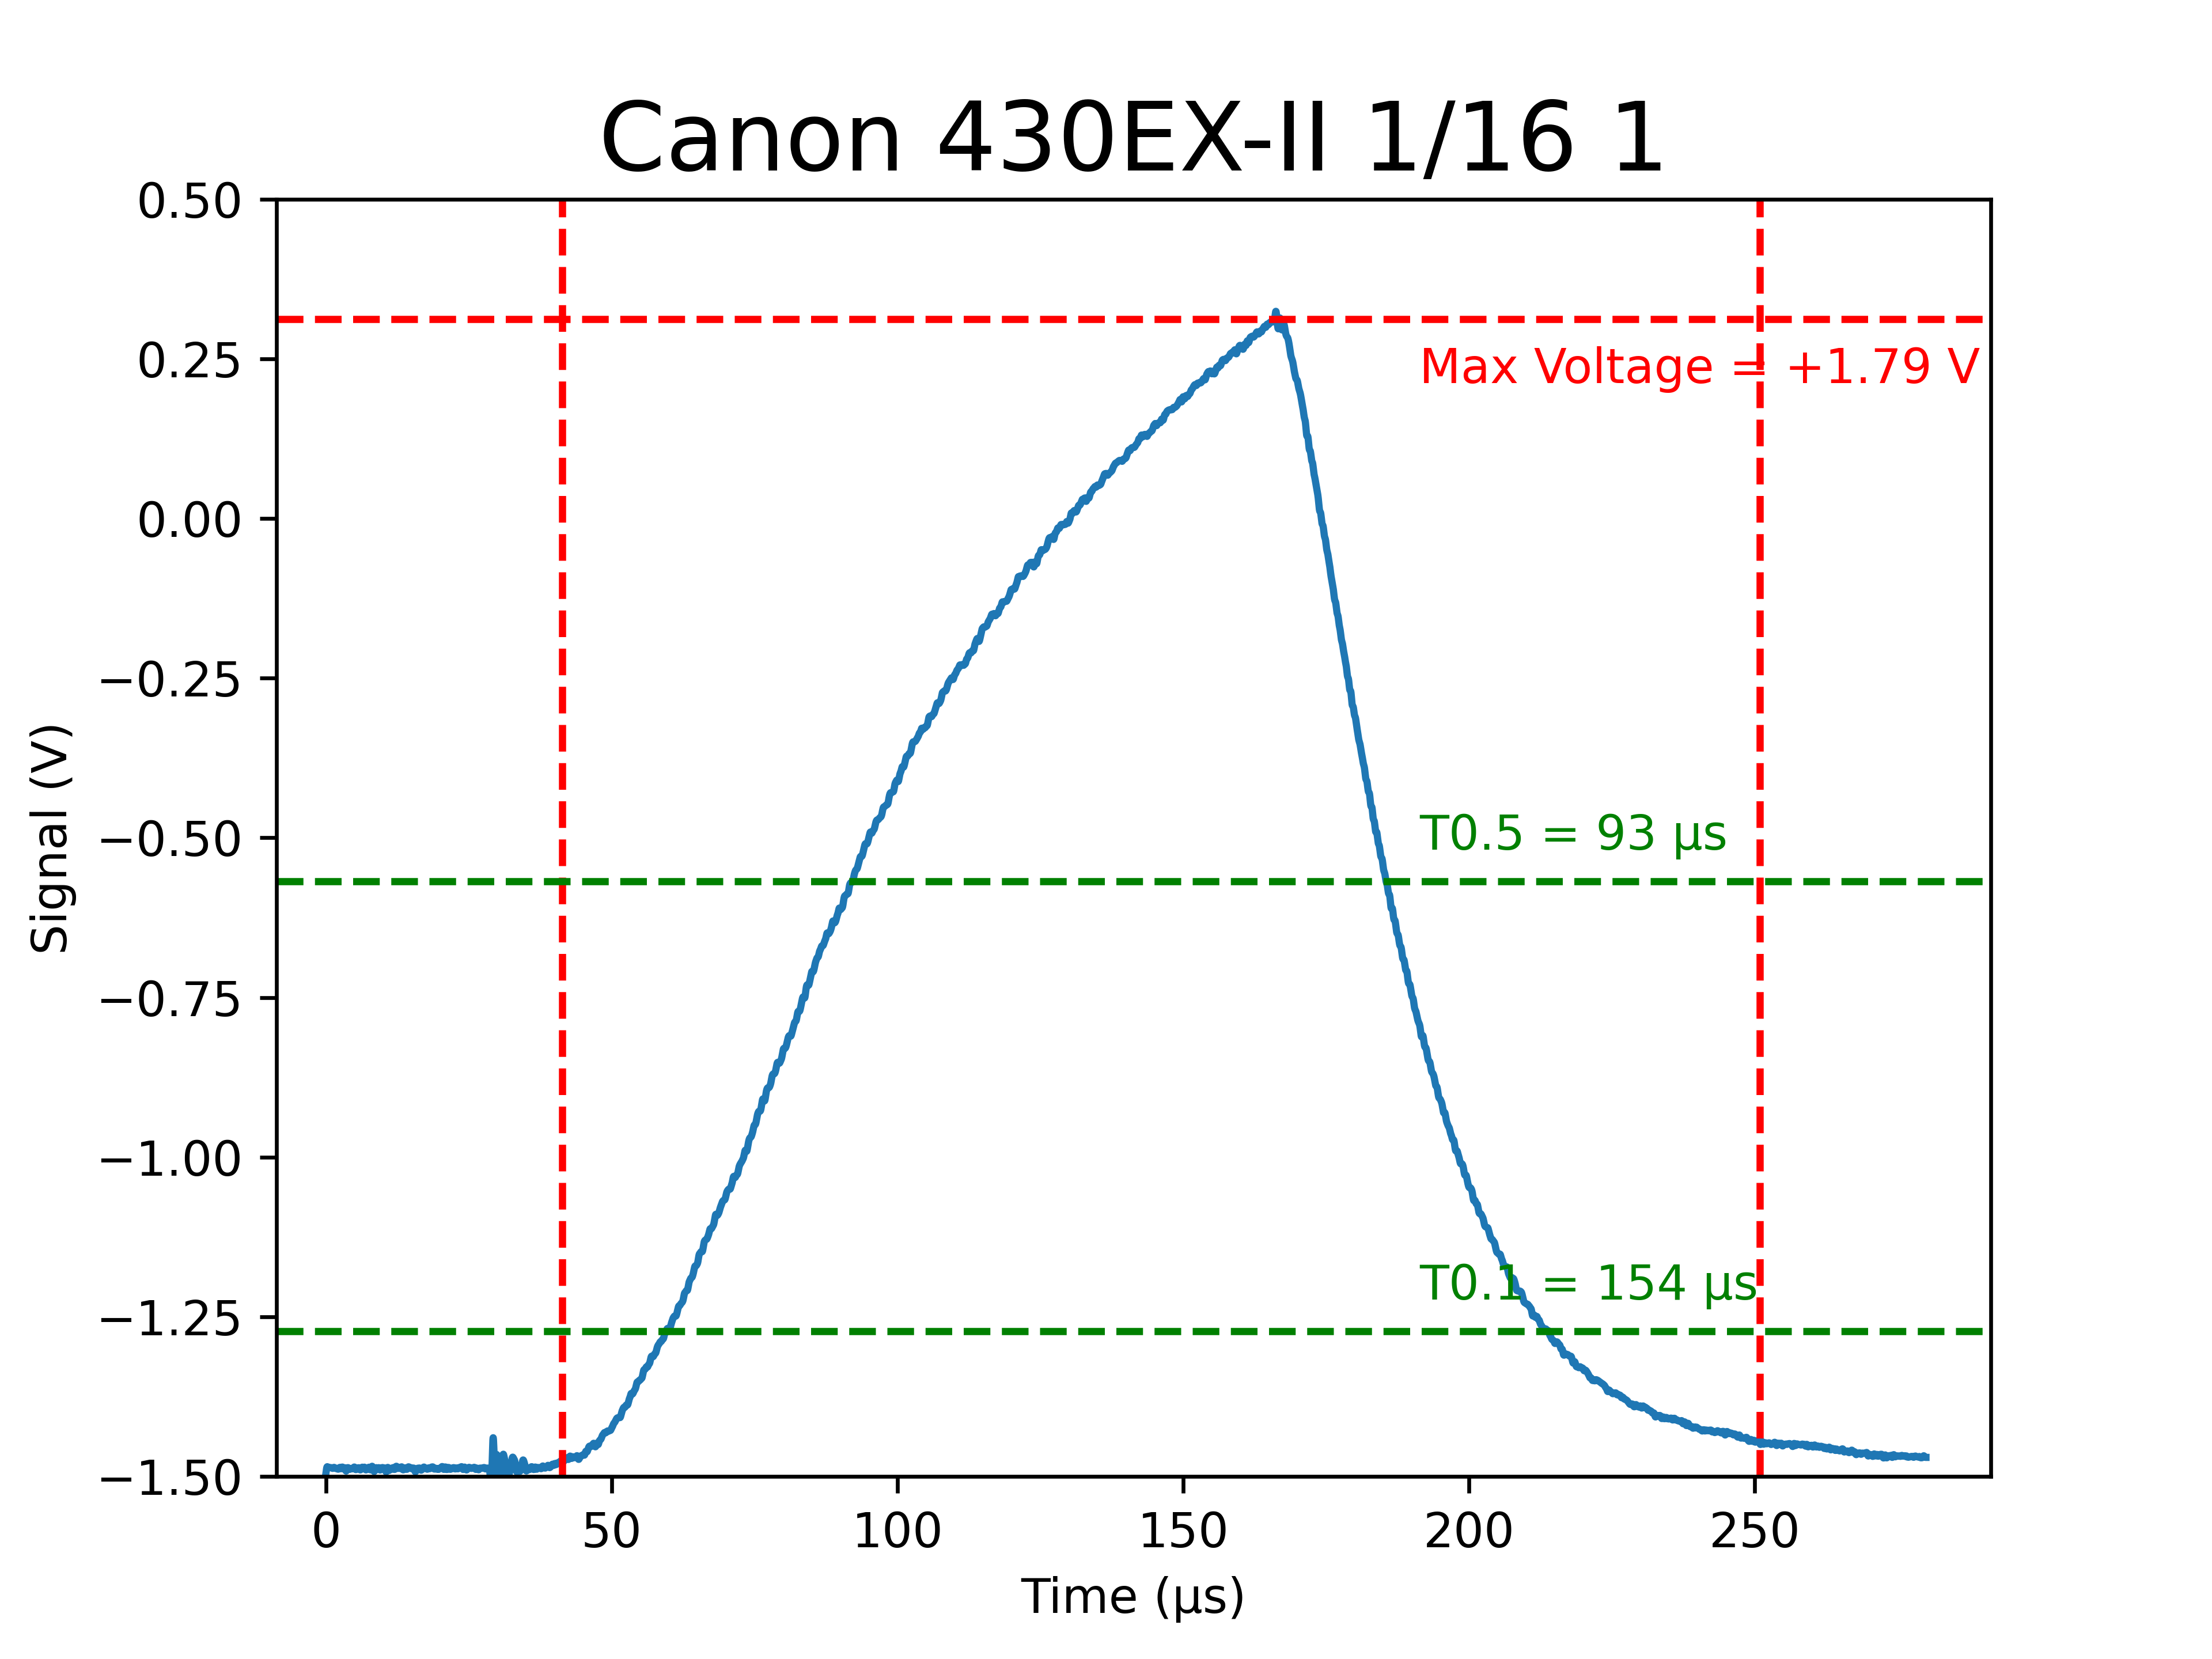 Canon 430EX-II 1/16 1
0.50
0.25
0.00
−0.25
−0.50
−0.75
−1.00
−1.25
−1.50
Signal (V)
Max Voltage = +1.79 V
T0.5 = 93 µs
T0.1 = 154 µs
0 50 100 150 200 250
Time (µs)